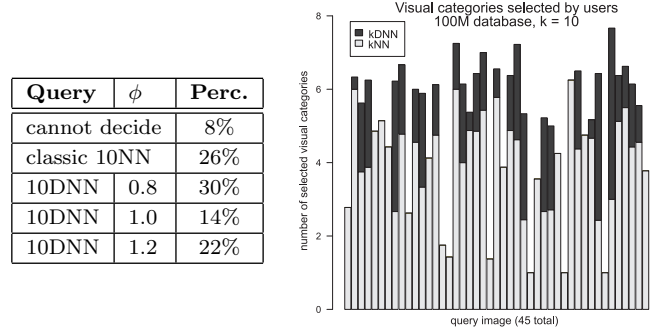 Query ϕ Perc.
cannot decide 8%
classic 10NN 26%
10DNN 0.8 30%
10DNN 1.0 14%
10DNN 1.2 22%
Visual categories selected by users
100M database, k = 10
kDNN
kNN
number of selected visual categories
8
6
4
2
0
query image (45 total)